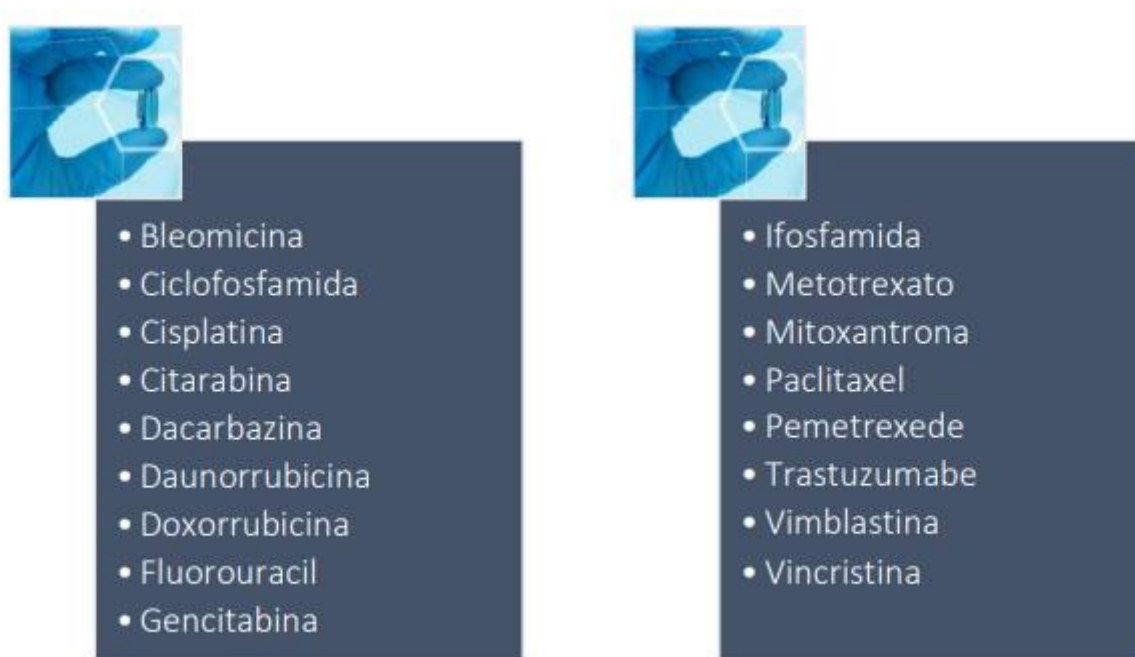 • Bleomicina
• Ciclofosfamida
• Cisplatina
• Citarabina
• Dacarbazina
• Daunorrubicina
• Doxorrubicina
• Fluorouracil
• Gencitabina
• Ifosfamida
• Metotrexato
• Mitoxantrona
• Paclitaxel
• Pemetrexede
• Trastuzumabe
• Vimblastina
• Vincristina